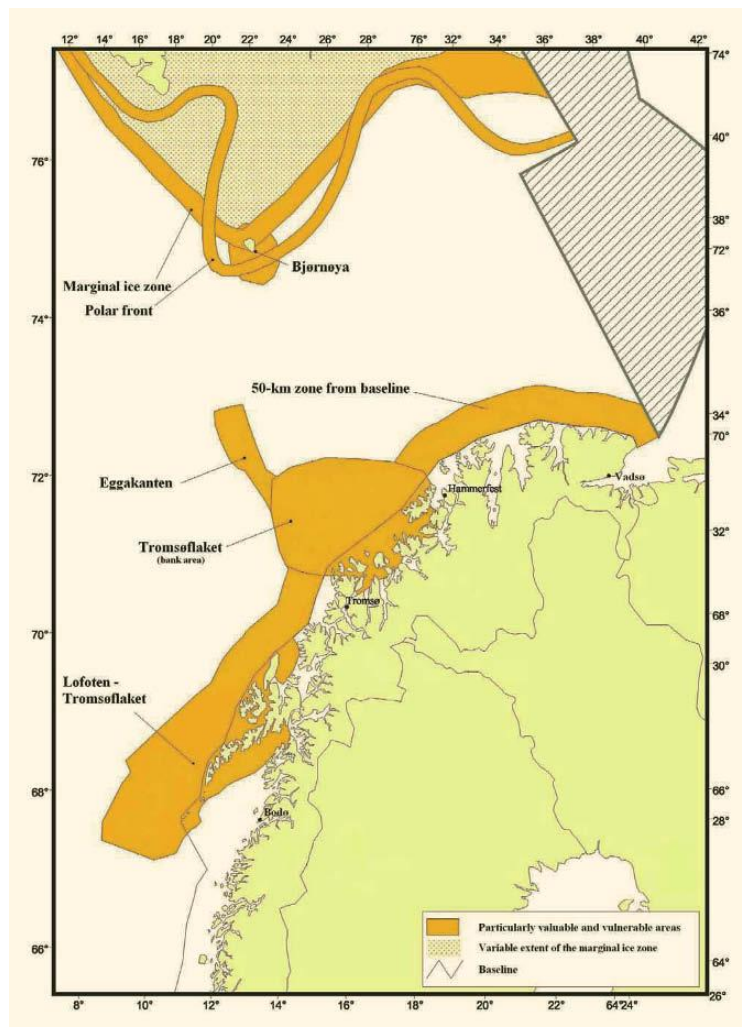 12° 16° 18° 20° 22° 24° 26° 28° 76° 32° 34° 36° 38° 42°
74°
76°
40°
38°
72°
Bjørnøya
Marginal ice zone
Polar front
74°
36°
50-km zone from baseline
34°
70°
72°
Eggakanten
Vadsø
Hammerfest
32°
Tromsøflaket
(bank area)
Tromsø
68°
70°
30°
Lofoten -
Tromsøflaket
66°
68°
28°
Bodø
Particularly valuable and vulnerable areas
Variable extent of the marginal ice zone
Baseline
66°
64°
26°
8° 10° 12° 14° 16° 18° 20° 22° 64°24°